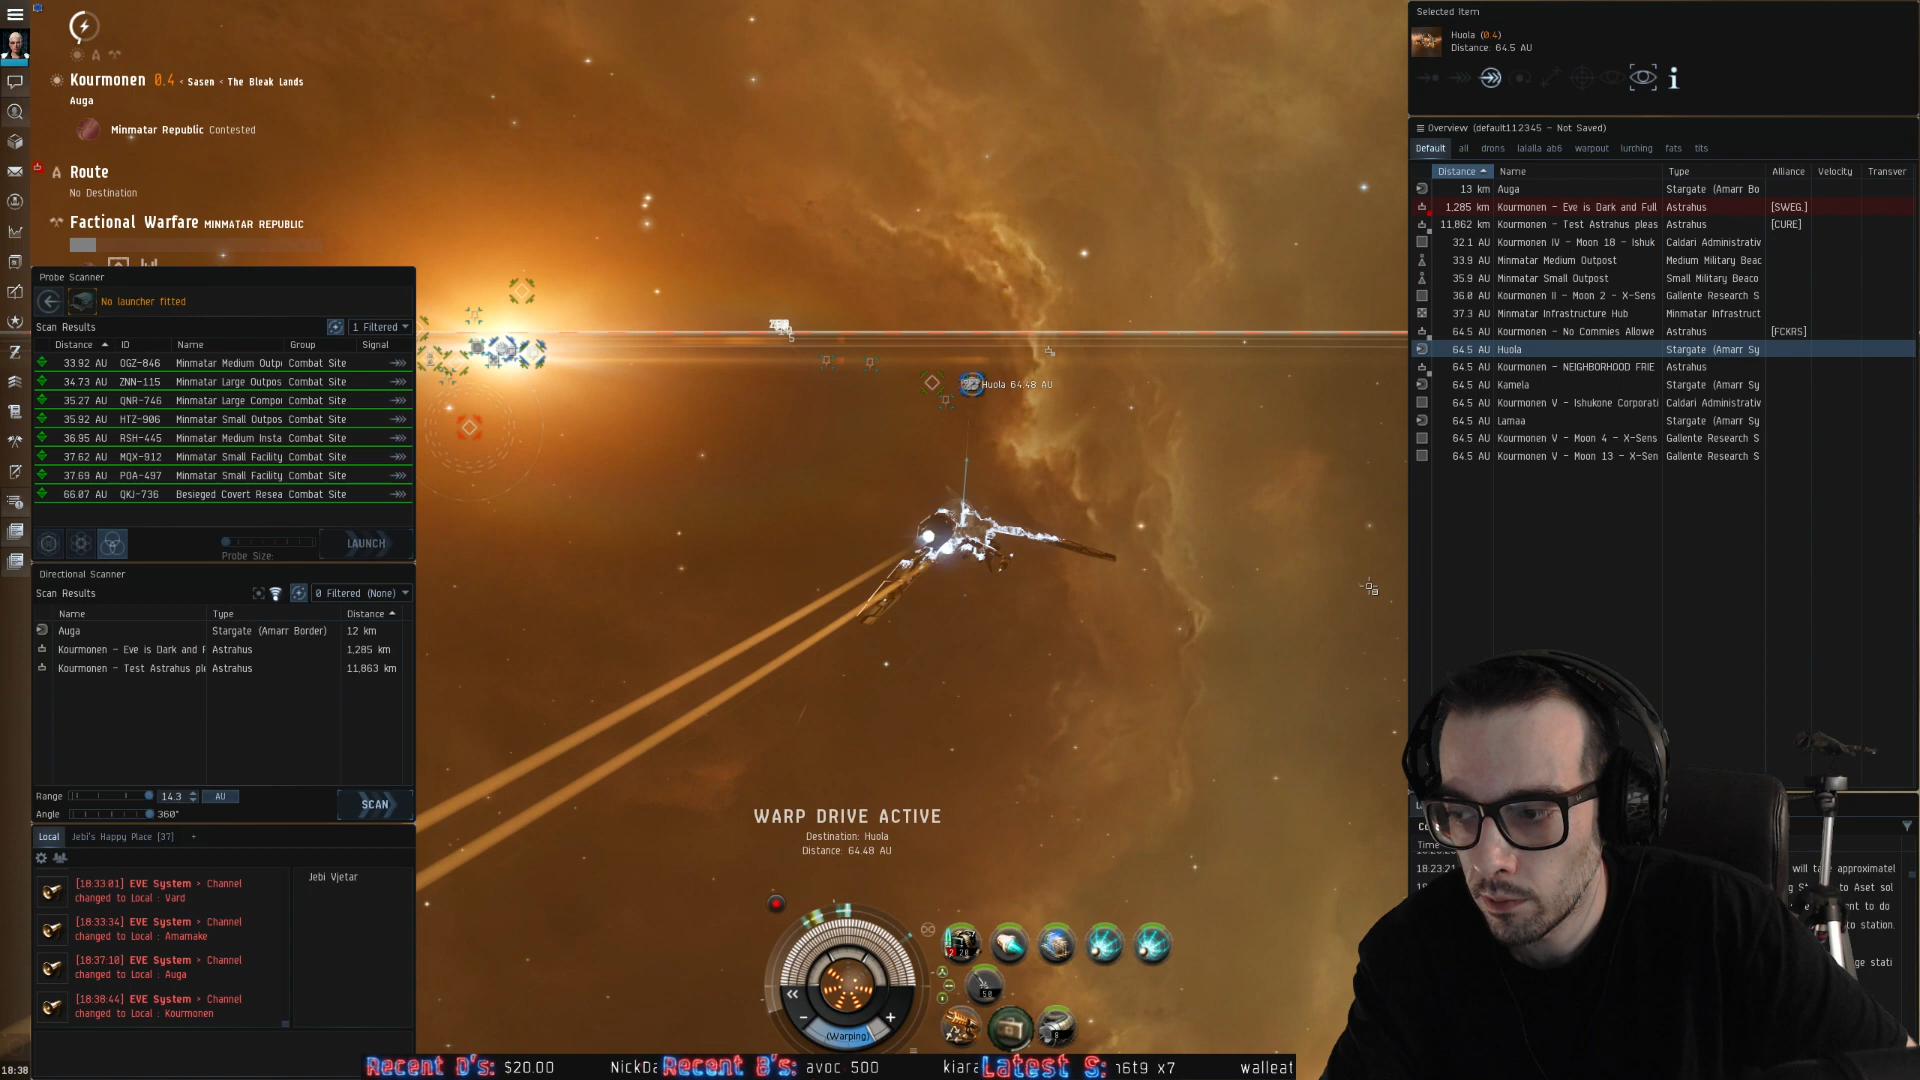 Kourmonen 0.4 < Sasen < The Bleak Lands
Auga
Minmatar Republic Contested
Route
No Destination
Factional Warfare MINMATAR REPUBLIC
Probe Scanner
No launcher fitted
Scan Results
1 Filtered
Distance ID Name Group Signal
33.92 AU OGZ-846 Minmatar Medium Outp Combat Site
34.73 AU ZNN-115 Minmatar Large Outpos Combat Site
35.27 AU QNR-746 Minmatar Large Compo Combat Site
35.92 AU HTZ-906 Minmatar Small Outpos Combat Site
36.95 AU RSH-445 Minmatar Medium Insta Combat Site
37.62 AU MQX-912 Minmatar Small Facility Combat Site
37.69 AU POA-497 Minmatar Small Facility Combat Site
66.07 AU QKJ-736 Besieged Covert Resea Combat Site
Probe Size:
LAUNCH
Directional Scanner
Scan Results
0 Filtered (None)
Name Type Distance
Auga Stargate (Amarr Border) 12 km
Kourmonen - Eve is Dark and F Astrahus 1,285 km
Kourmonen - Test Astrahus ple Astrahus 11,863 km
Range 14.3 AU
SCAN
Angle 360°
Local Jebi's Happy Place [37] +
[18:33:01] EVE System > Channel
changed to Local : Vard
[18:33:34] EVE System > Channel
changed to Local : Amamake
[18:37:10] EVE System > Channel
changed to Local : Auga
[18:38:44] EVE System > Channel
changed to Local : Kourmonen
Jebi Vjetar
18:38
Huola 64.48 AU
WARP DRIVE ACTIVE
Destination: Huola
Distance: 64.48 AU
(Warping)
50
8
Recent D's: $20.00 NickDa Recent B's: avoc 500 kiara Latest S: x7 walleat
Selected Item
Huola (0.4)
Distance: 64.5 AU
Overview (default112345 - Not Saved)
Default all drons lalalla ab6 warpout lurching fats tits
Distance Name Type Alliance Velocity Transver
13 km Auga Stargate (Amarr Bo
1,285 km Kourmonen - Eve is Dark and Full Astrahus [SWEG.]
11,862 km Kourmonen - Test Astrahus pleas Astrahus [CURE]
32.1 AU Kourmonen IV - Moon 18 - Ishuk Caldari Administrativ
33.9 AU Minmatar Medium Outpost Medium Military Beac
35.9 AU Minmatar Small Outpost Small Military Beaco
36.0 AU Kourmonen II - Moon 2 - X-Sens Gallente Research S
37.3 AU Minmatar Infrastructure Hub Minmatar Infrastruct
64.5 AU Kourmonen - No Commies Allowe Astrahus [FCKRS]
64.5 AU Huola Stargate (Amarr Sy
64.5 AU Kourmonen - NEIGHBORHOOD FRIE Astrahus
64.5 AU Kamela Stargate (Amarr Sy
64.5 AU Kourmonen V - Ishukone Corporati Caldari Administrativ
64.5 AU Lamaa Stargate (Amarr Sy
64.5 AU Kourmonen V - Moon 4 - X-Sens Gallente Research S
64.5 AU Kourmonen V - Moon 13 - X-Sen Gallente Research S
Time
18:23:21 will approximatel
to Aset sol
to do
to station.